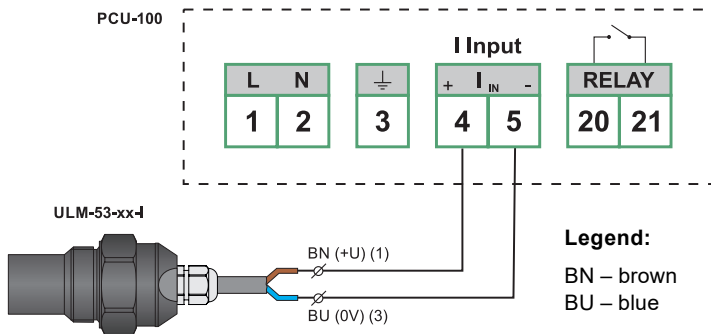 PCU-100
I Input
L N
+ I IN -
RELAY
1 2
3
4 5
20 21
ULM-53-xx-I
BN (+U) (1)
BU (0V) (3)
Legend:
BN – brown
BU – blue